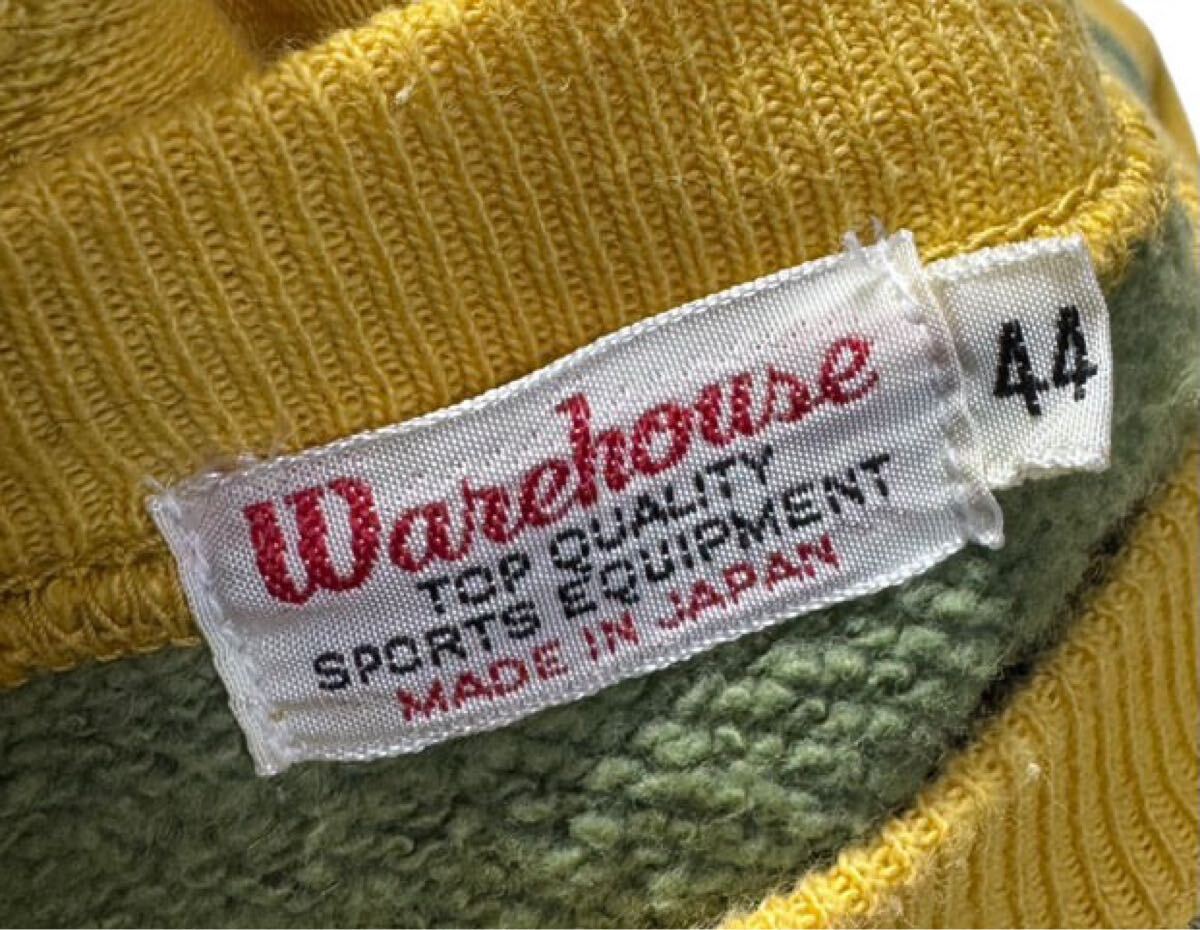 Warehouse
TOP QUALITY
SPORTS EQUIPMENT
MADE IN JAPAN
44